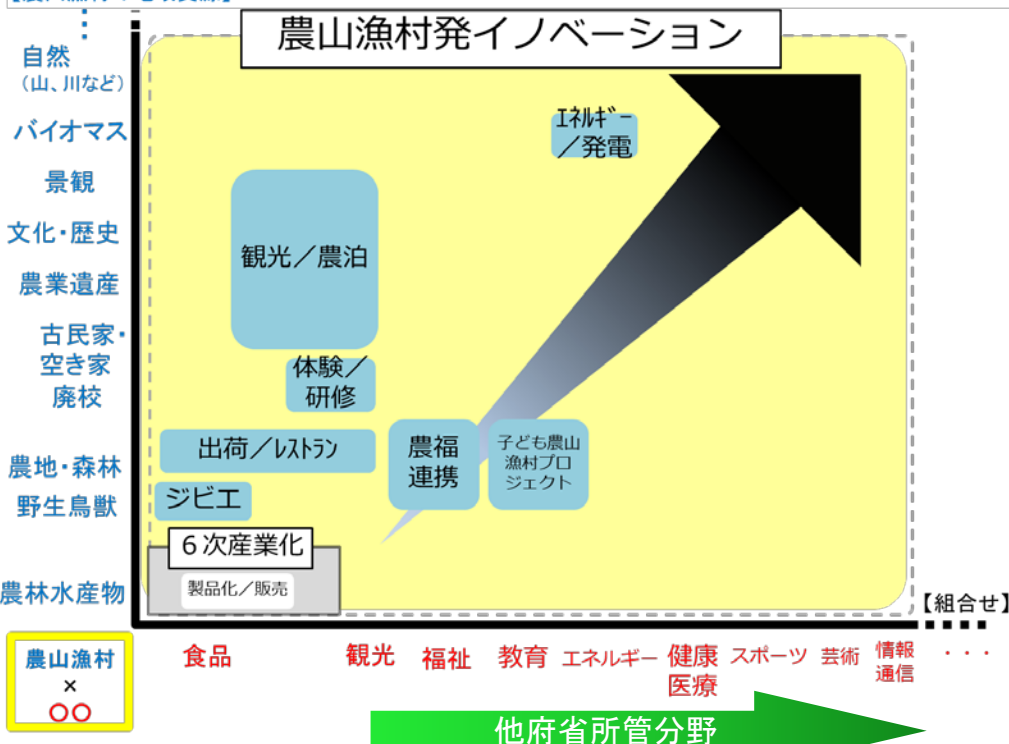 農山漁村発イノベーション
自然
（山、川など）
バイオマス
景観
文化・歴史
農業遺産
古民家・
空き家
廃校
農地・森林
野生鳥獣
農林水産物
ｴﾈﾙｷﾞｰ
／発電
観光／農泊
体験／
研修
出荷／ﾚｽﾄﾗﾝ
農福
連携
子ども農山
漁村プロ
ジェクト
ジビエ
６次産業化
製品化／販売
【組合せ】
農山漁村
×
○○
食品
観光
福祉
教育
エネルギー
健康
医療
スポーツ
芸術
情報
通信
・・・
他府省所管分野